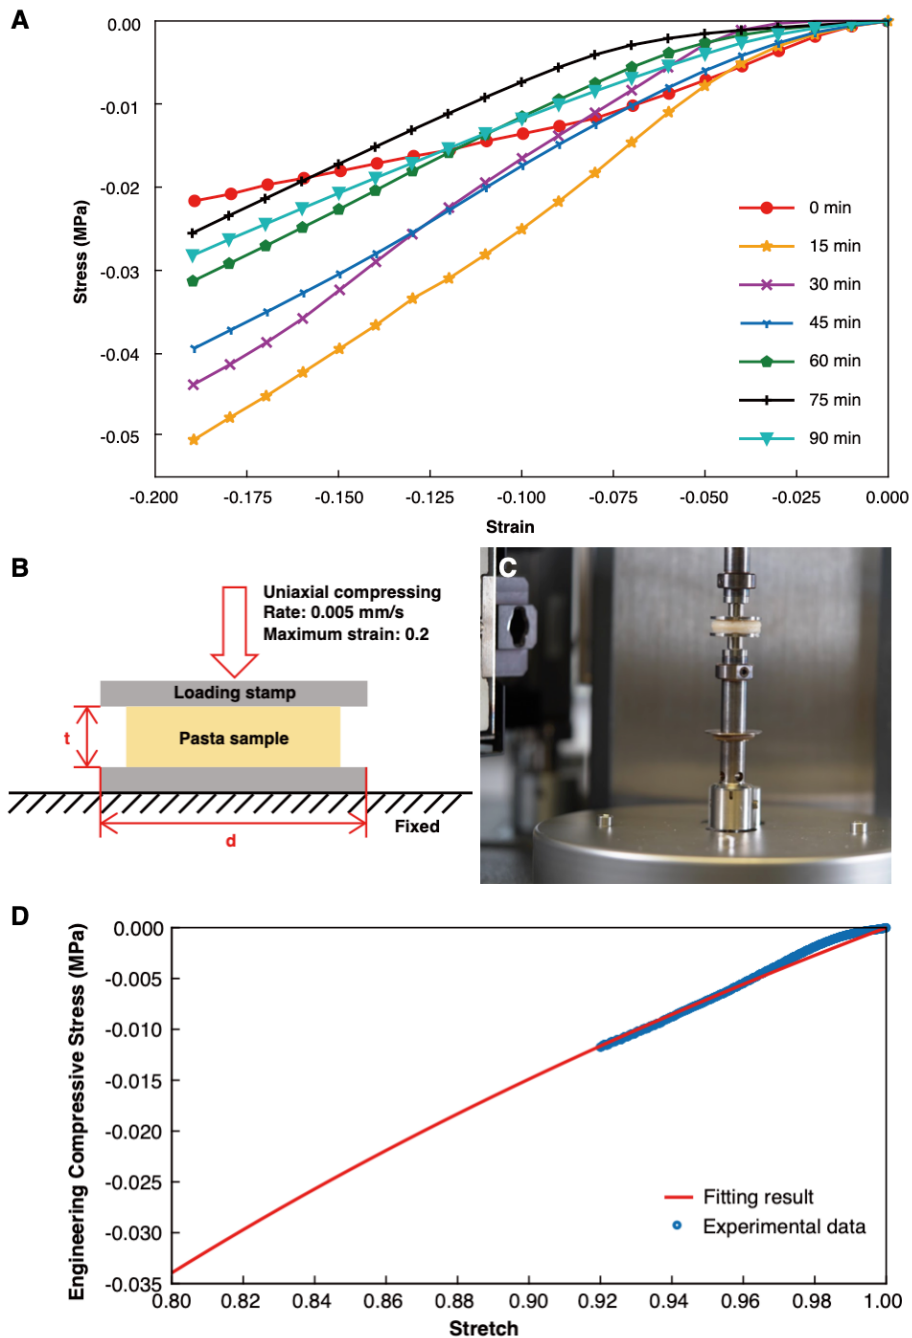 A
0.00
-0.01
-0.02
-0.03
-0.04
-0.05
Stress (MPa)
0 min
15 min
30 min
45 min
60 min
75 min
90 min
-0.200
-0.175
-0.150
-0.125
-0.100
-0.075
-0.050
-0.025
0.000
Strain
B
Uniaxial compressing
Rate: 0.005 mm/s
Maximum strain: 0.2
Loading stamp
t
Pasta sample
Fixed
d
C
D
Engineering Compressive Stress (MPa)
0.000
-0.005
-0.010
-0.015
-0.020
-0.025
-0.030
-0.035
Fitting result
Experimental data
0.80
0.82
0.84
0.86
0.88
0.90
0.92
0.94
0.96
0.98
1.00
Stretch